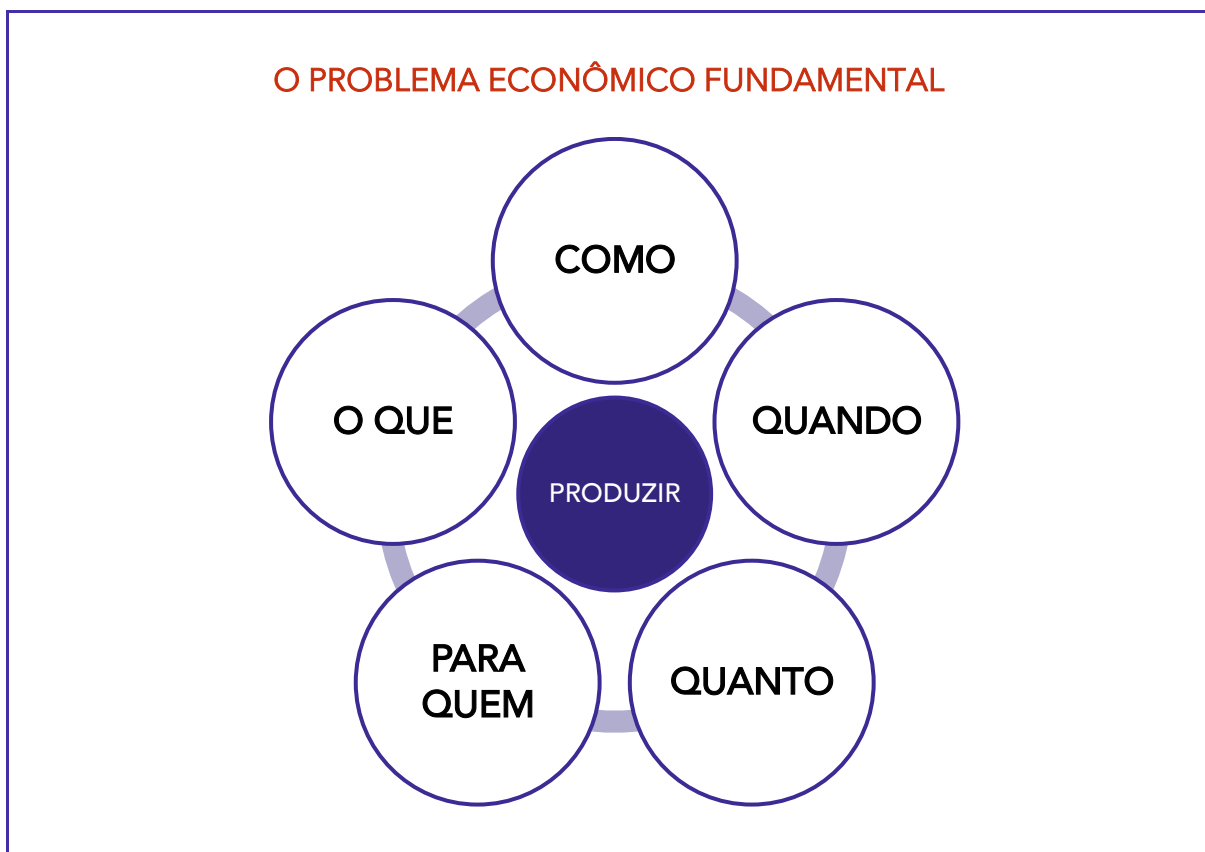 O PROBLEMA ECONÔMICO FUNDAMENTAL
COMO
O QUE
QUANDO
PRODUZIR
PARA
QUEM
QUANTO